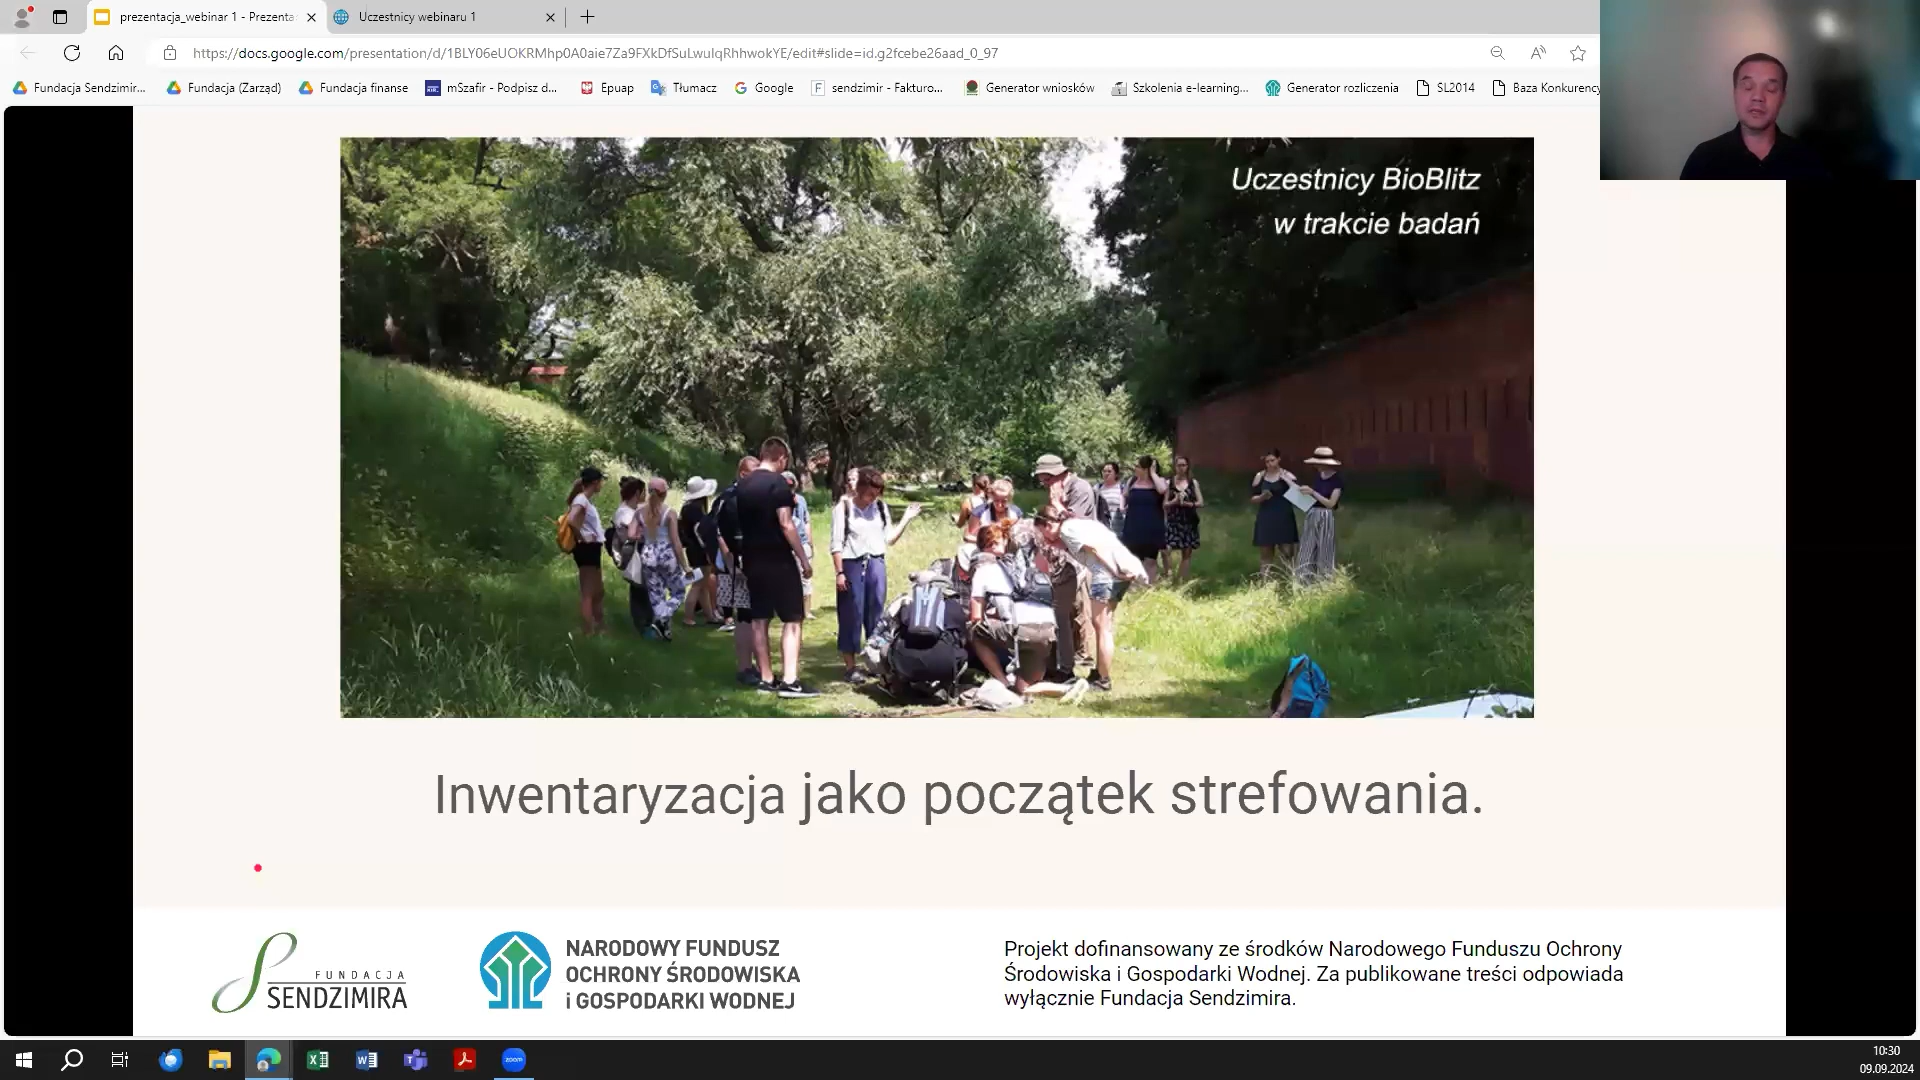 prezentacja_webinar 1 - Prezenta
Uczestnicy webinaru 1
https://docs.google.com/presentation/d/1BLY06eUOKRMhp0A0aie7Za9FXkDfSuLwulqRhhwokYE/edit#slide=id.g2fcebe26aad_0_97
Fundacja Sendzimir...
Fundacja (Zarząd)
Fundacja finanse
mSzafir - Podpisz d...
Epuap
Tłumacz
Google
sendzimir - Fakturo...
Generator wniosków
Szkolenia e-learning...
Generator rozliczenia
SL2014
Baza Konkurency
Uczestnicy BioBlitz
w trakcie badań
Inwentaryzacja jako początek strefowania.
FUNDACJA
SENDZIMIRA
NARODOWY FUNDUSZ
OCHRONY ŚRODOWISKA
i GOSPODARKI WODNEJ
Projekt dofinansowany ze środków Narodowego Funduszu Ochrony
Środowiska i Gospodarki Wodnej. Za publikowane treści odpowiada
wyłącznie Fundacja Sendzimira.
zoom
10:30
09.09.2024